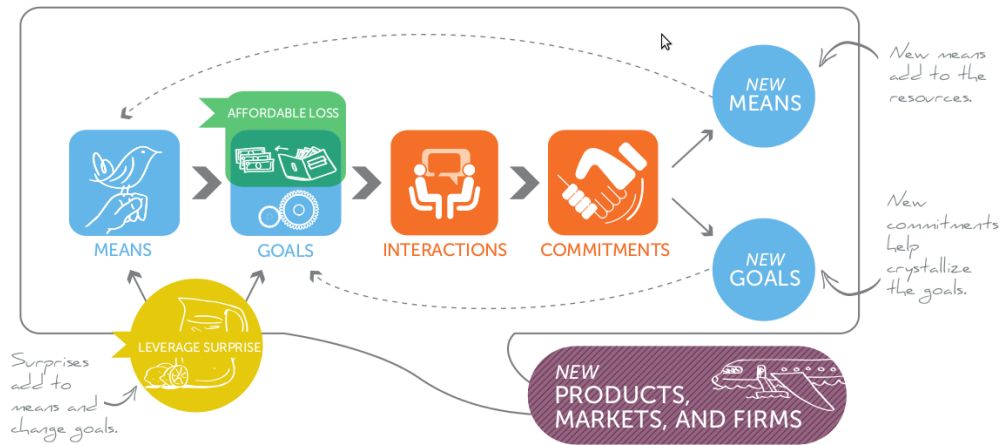 AFFORDABLE LOSS
MEANS
GOALS
INTERACTIONS
COMMITMENTS
NEW
MEANS
New means
add to the
resources.
NEW
GOALS
New
commitments
help
crystallize
the goals.
LEVERAGE SURPRISE
Surprises
add to
means and
change goals.
NEW
PRODUCTS,
MARKETS, AND FIRMS